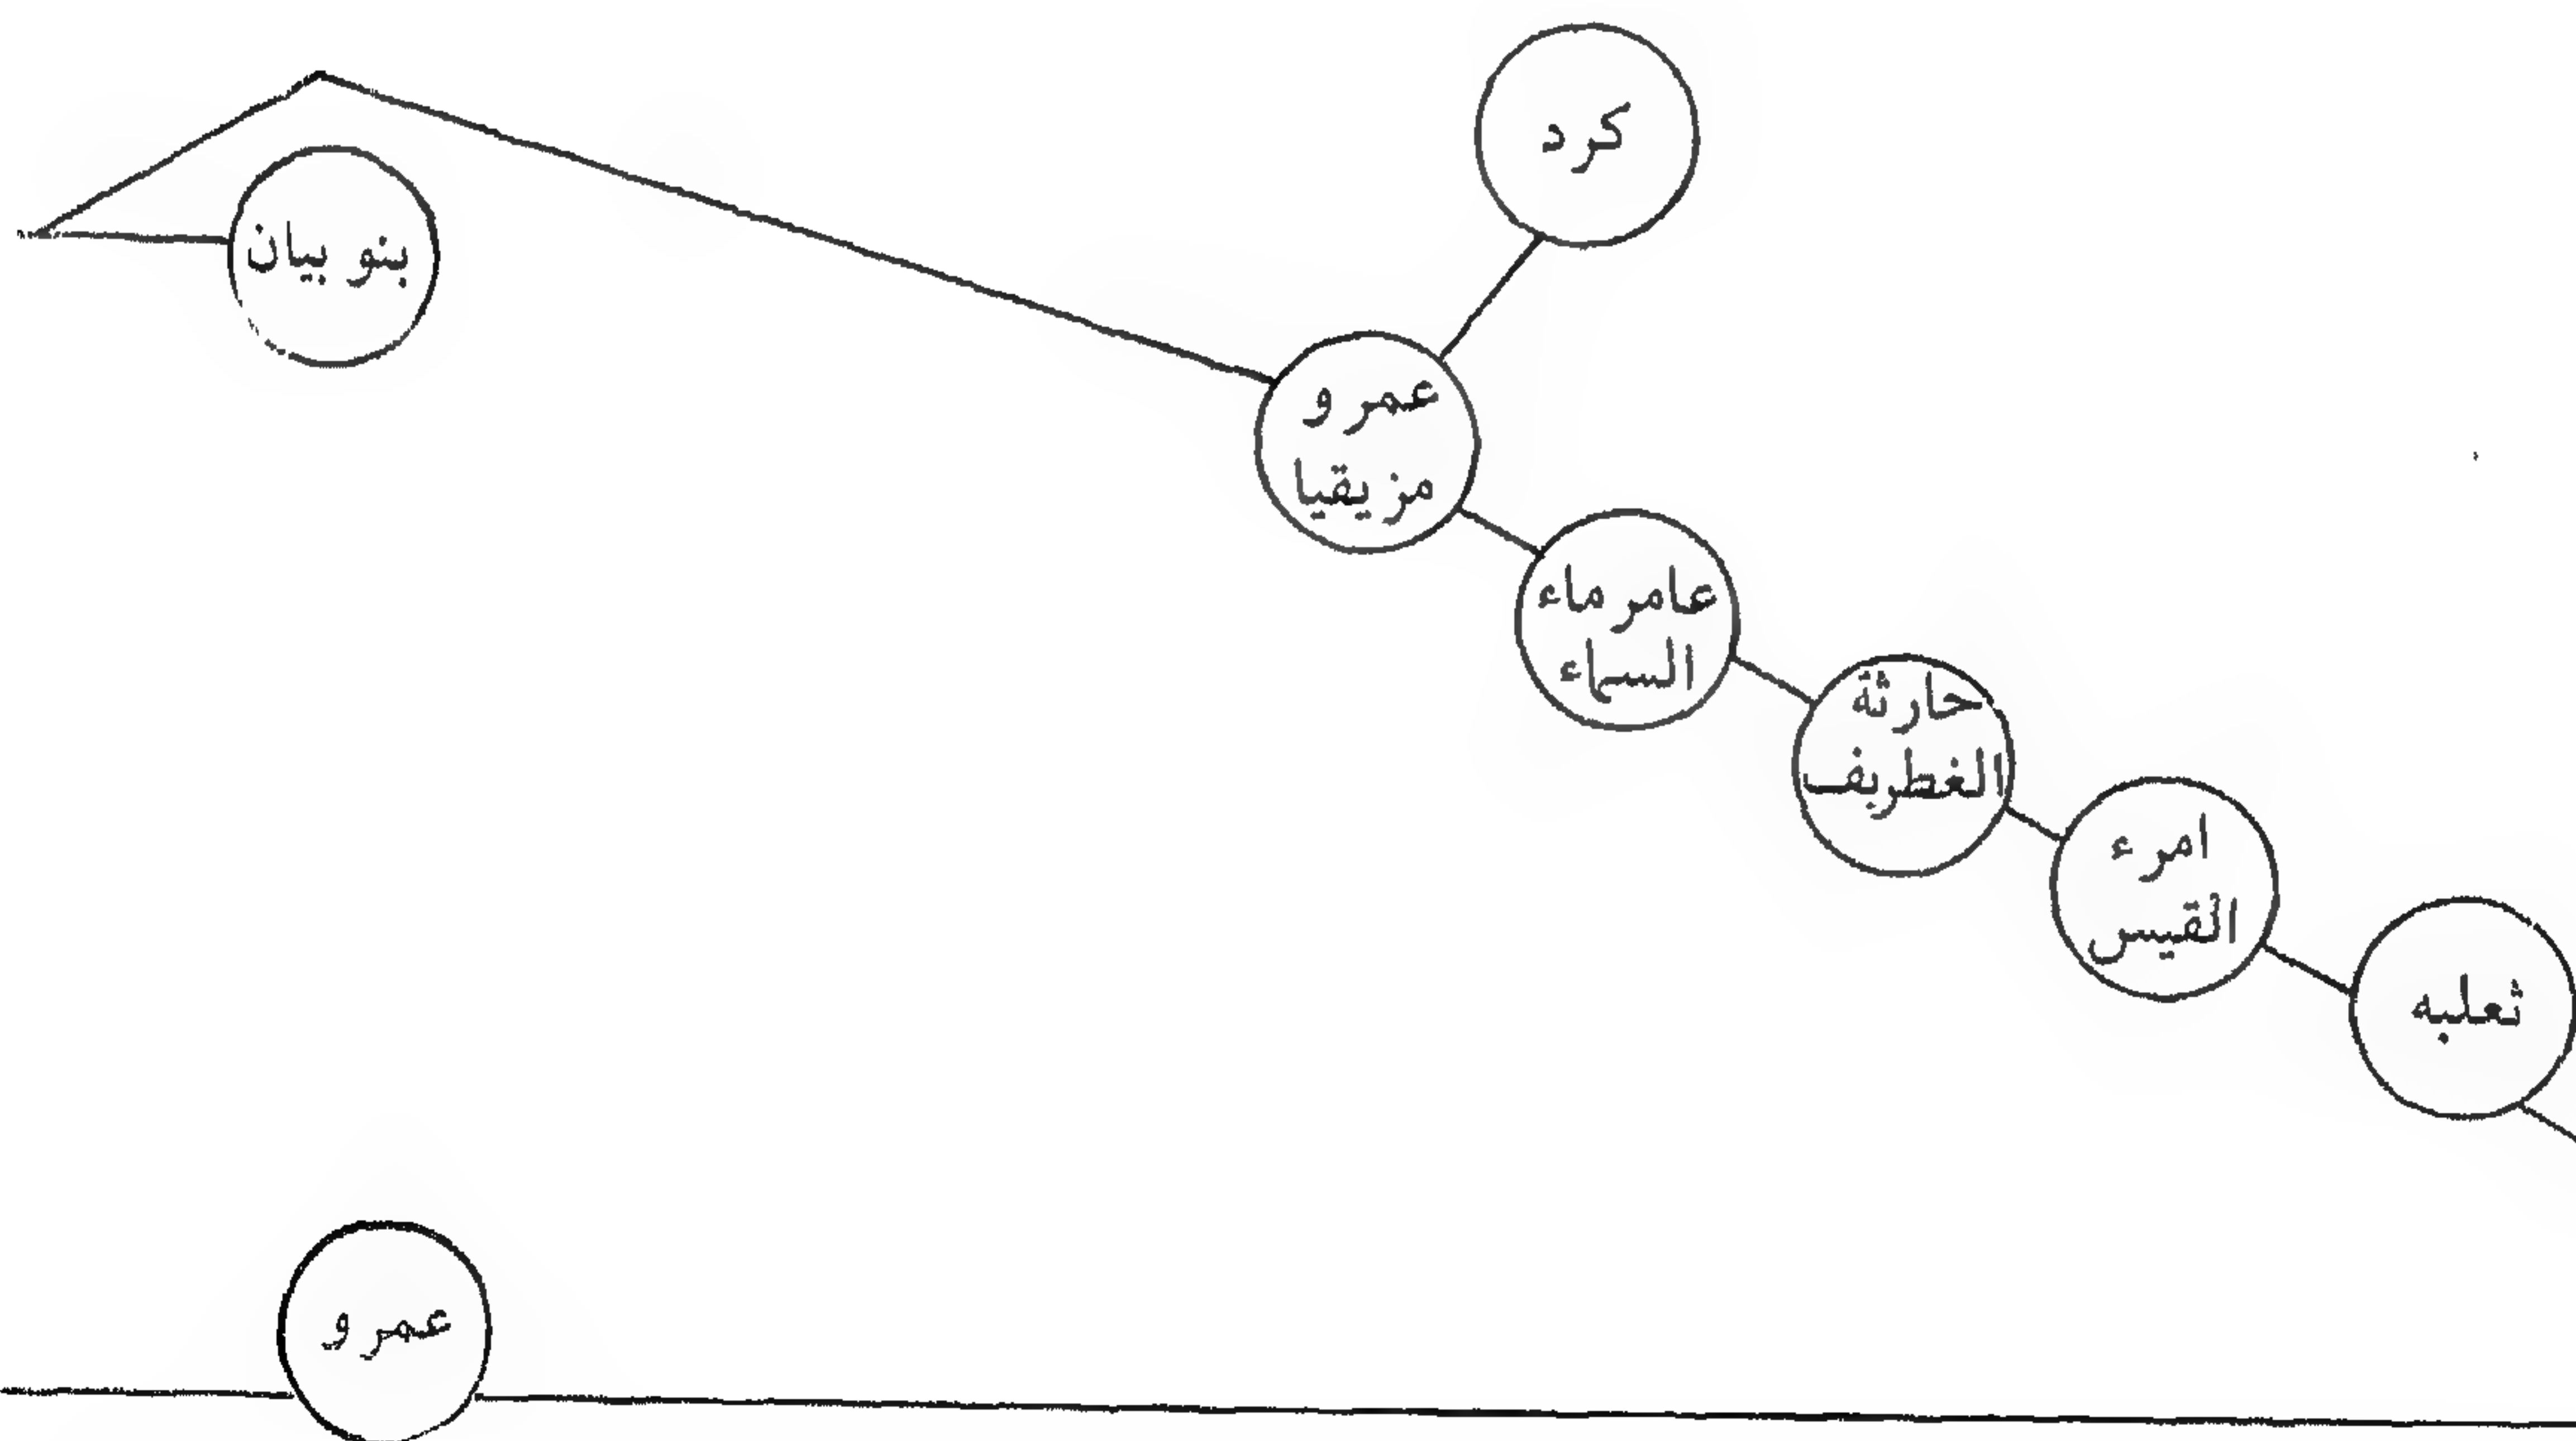 كرد
بنو بيان
عمرو
مزيقيا
عامر ماء
السماء
حارثة
الغطريف
امرء
القيس
ثعلبه
عمرو